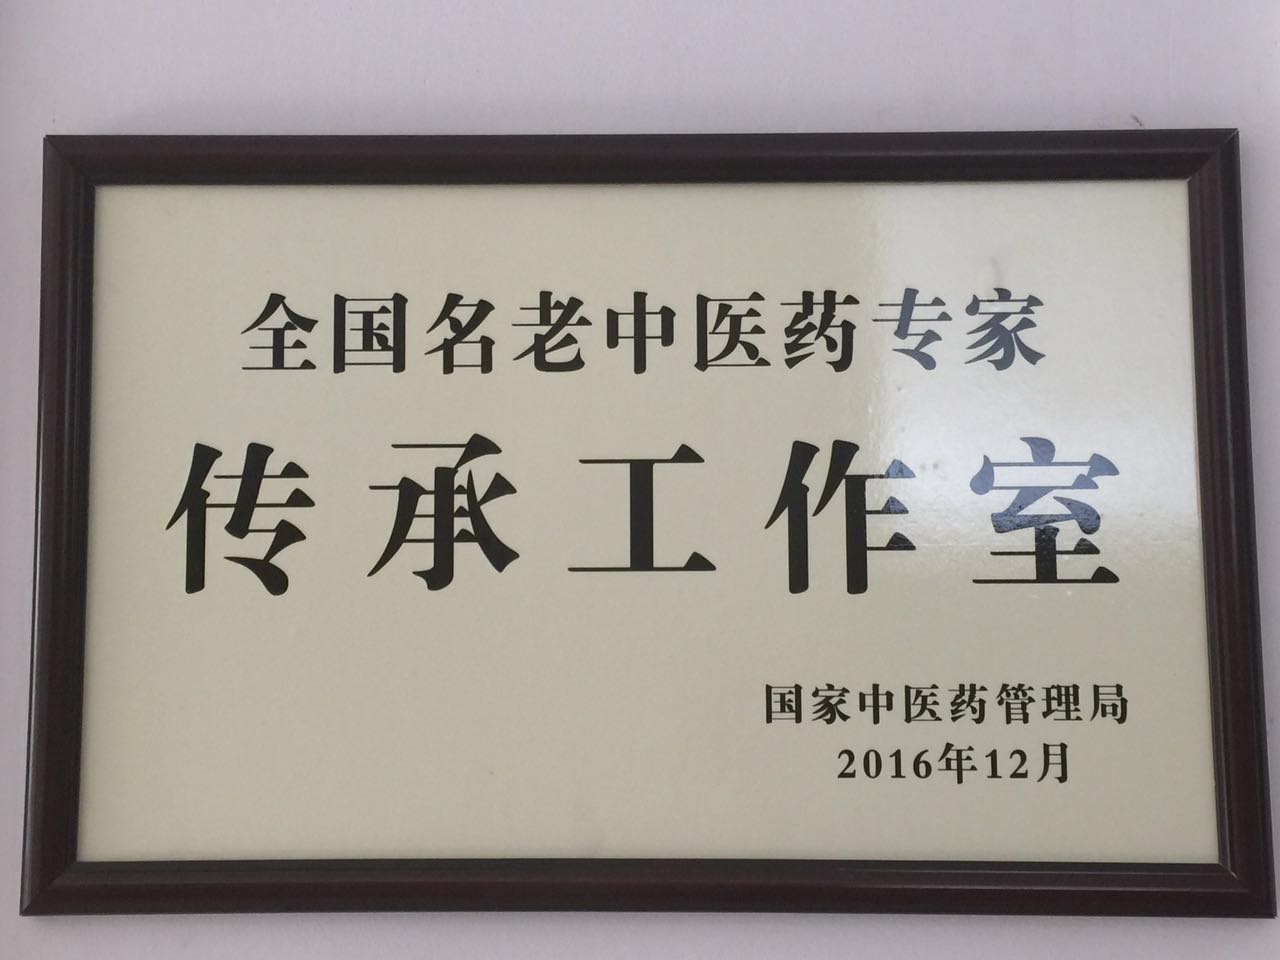 全国名老中医药专家
传承工作室
国家中医药管理局
2016年12月